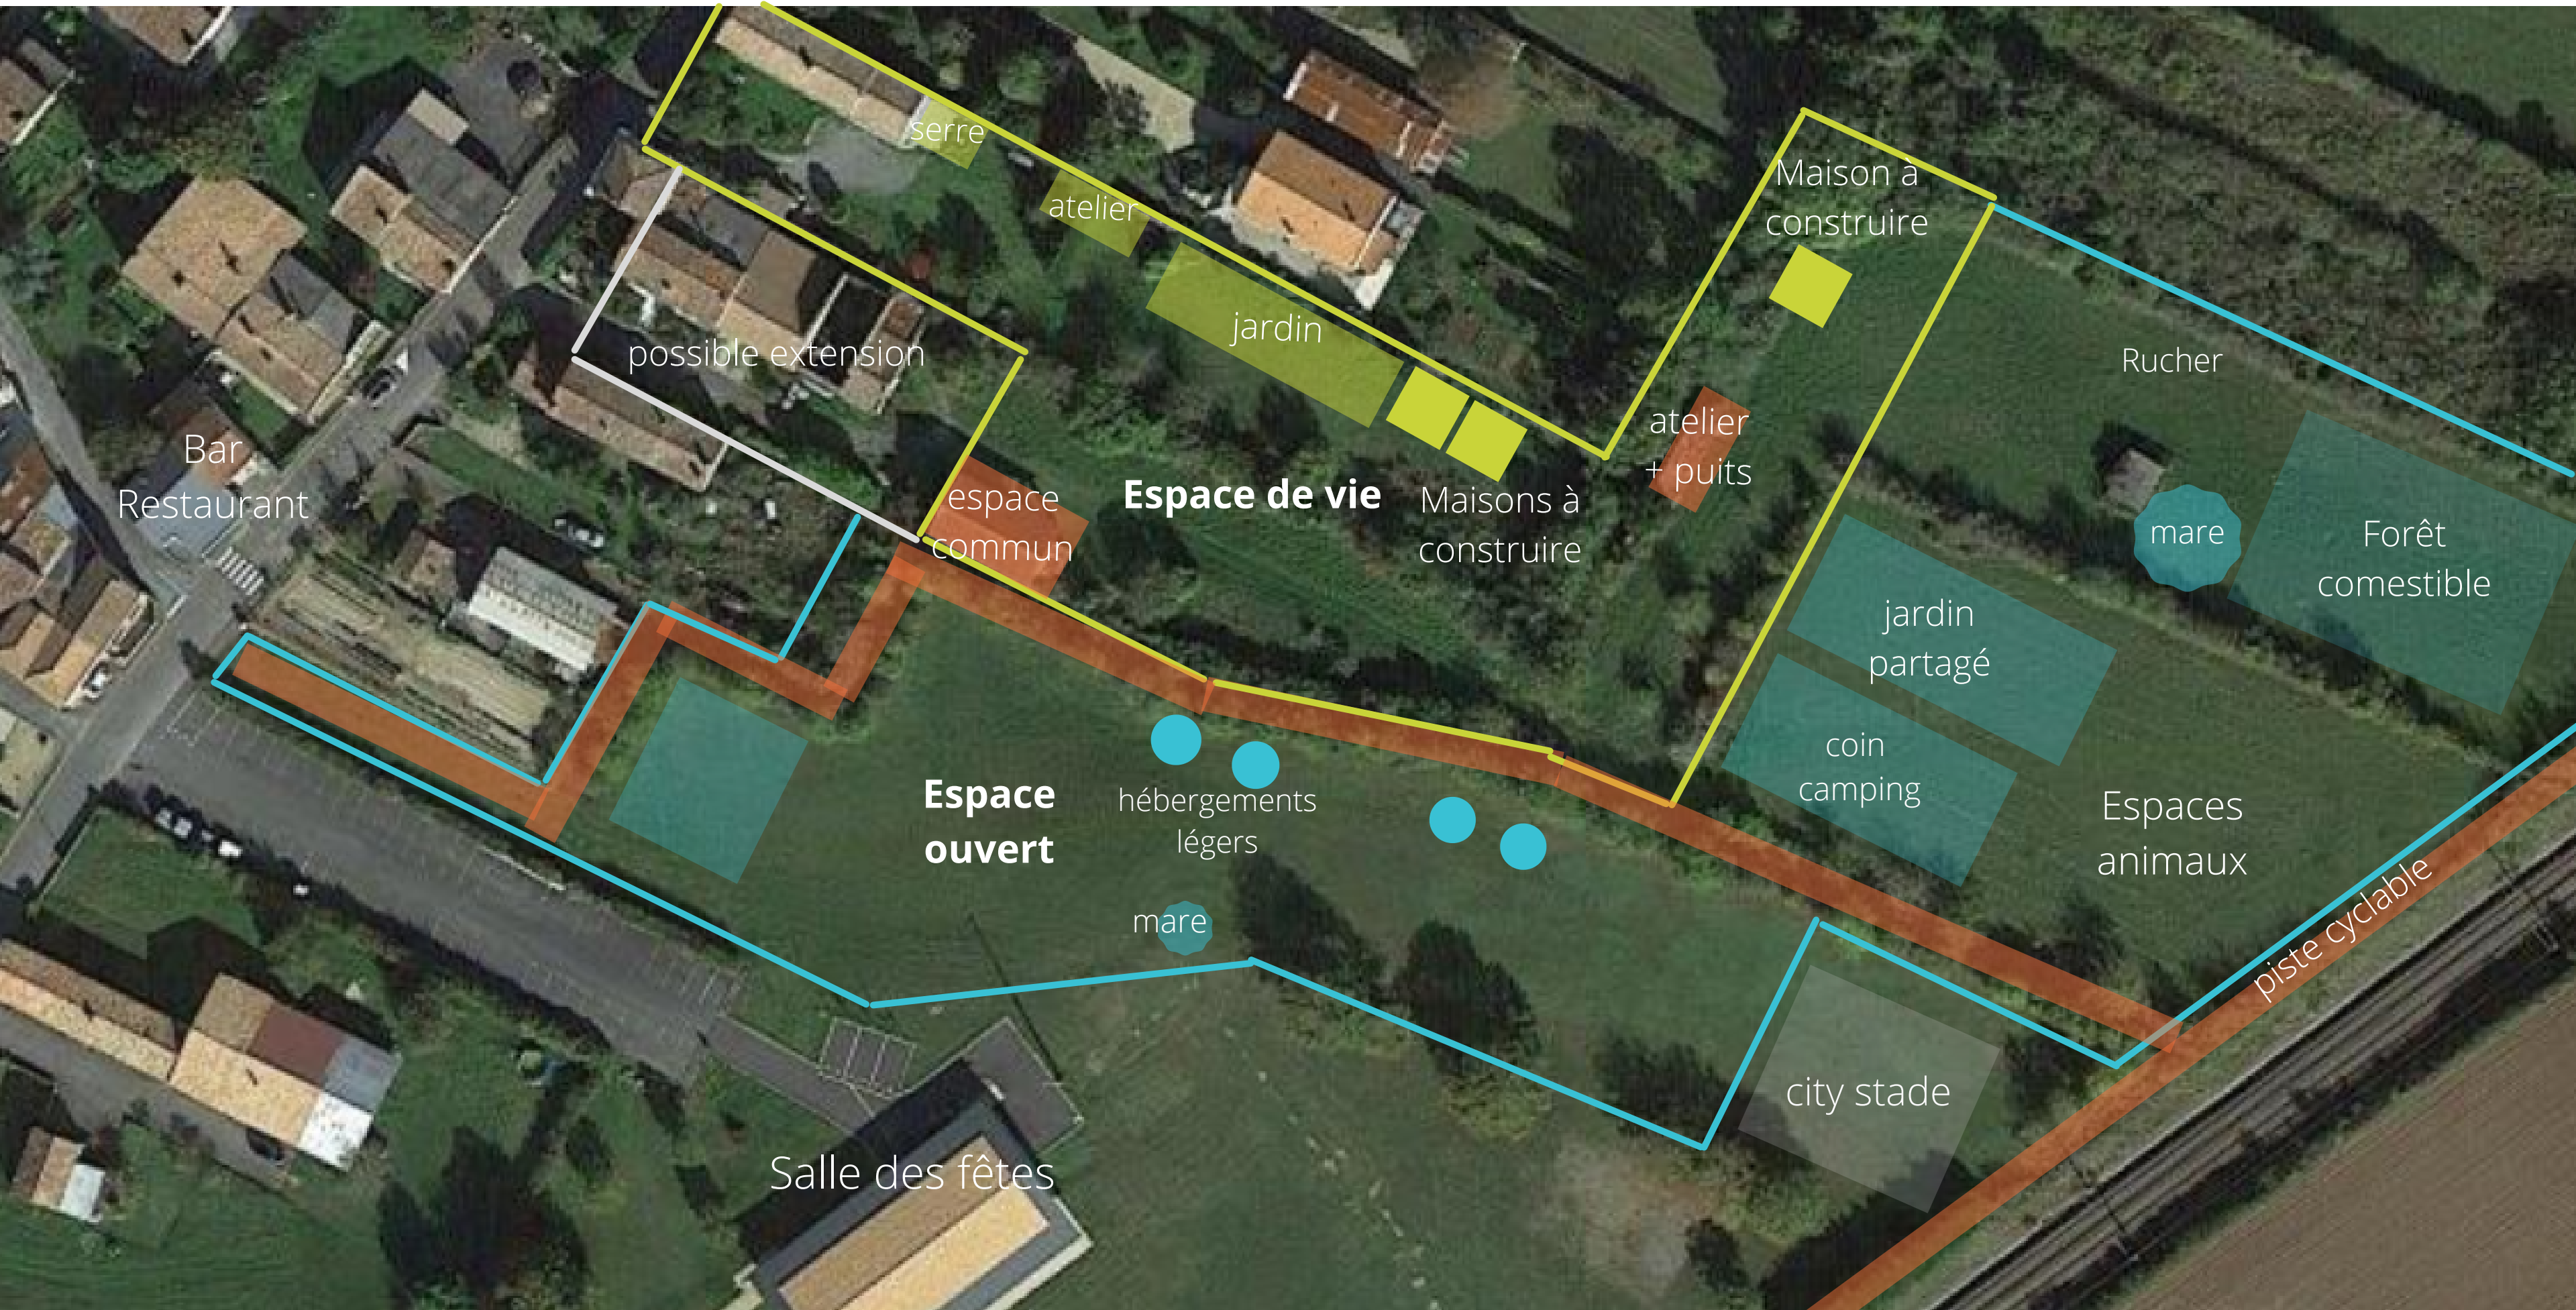 serre
atelier
Maison à
construire
jardin
possible extension
Rucher
atelier
+ puits
Bar
Restaurant
espace
commun
Espace de vie
Maisons à
construire
mare
Forêt
comestible
jardin
partagé
coin
camping
Espace
ouvert
hébergements
légers
Espaces
animaux
mare
piste cyclable
city stade
Salle des fêtes